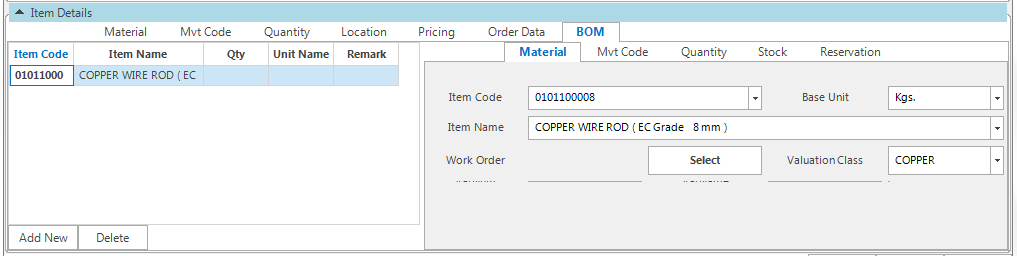 Item Details
Material Mvt Code Quantity Location Pricing Order Data BOM
Item Code Item Name Qty Unit Name Remark
01011000 COPPER WIRE ROD ( EC
Material Mvt Code Quantity Stock Reservation
Item Code 0101100008 Base Unit Kgs.
Item Name COPPER WIRE ROD ( EC Grade 8 mm )
Work Order Select Valuation Class COPPER
Add New Delete